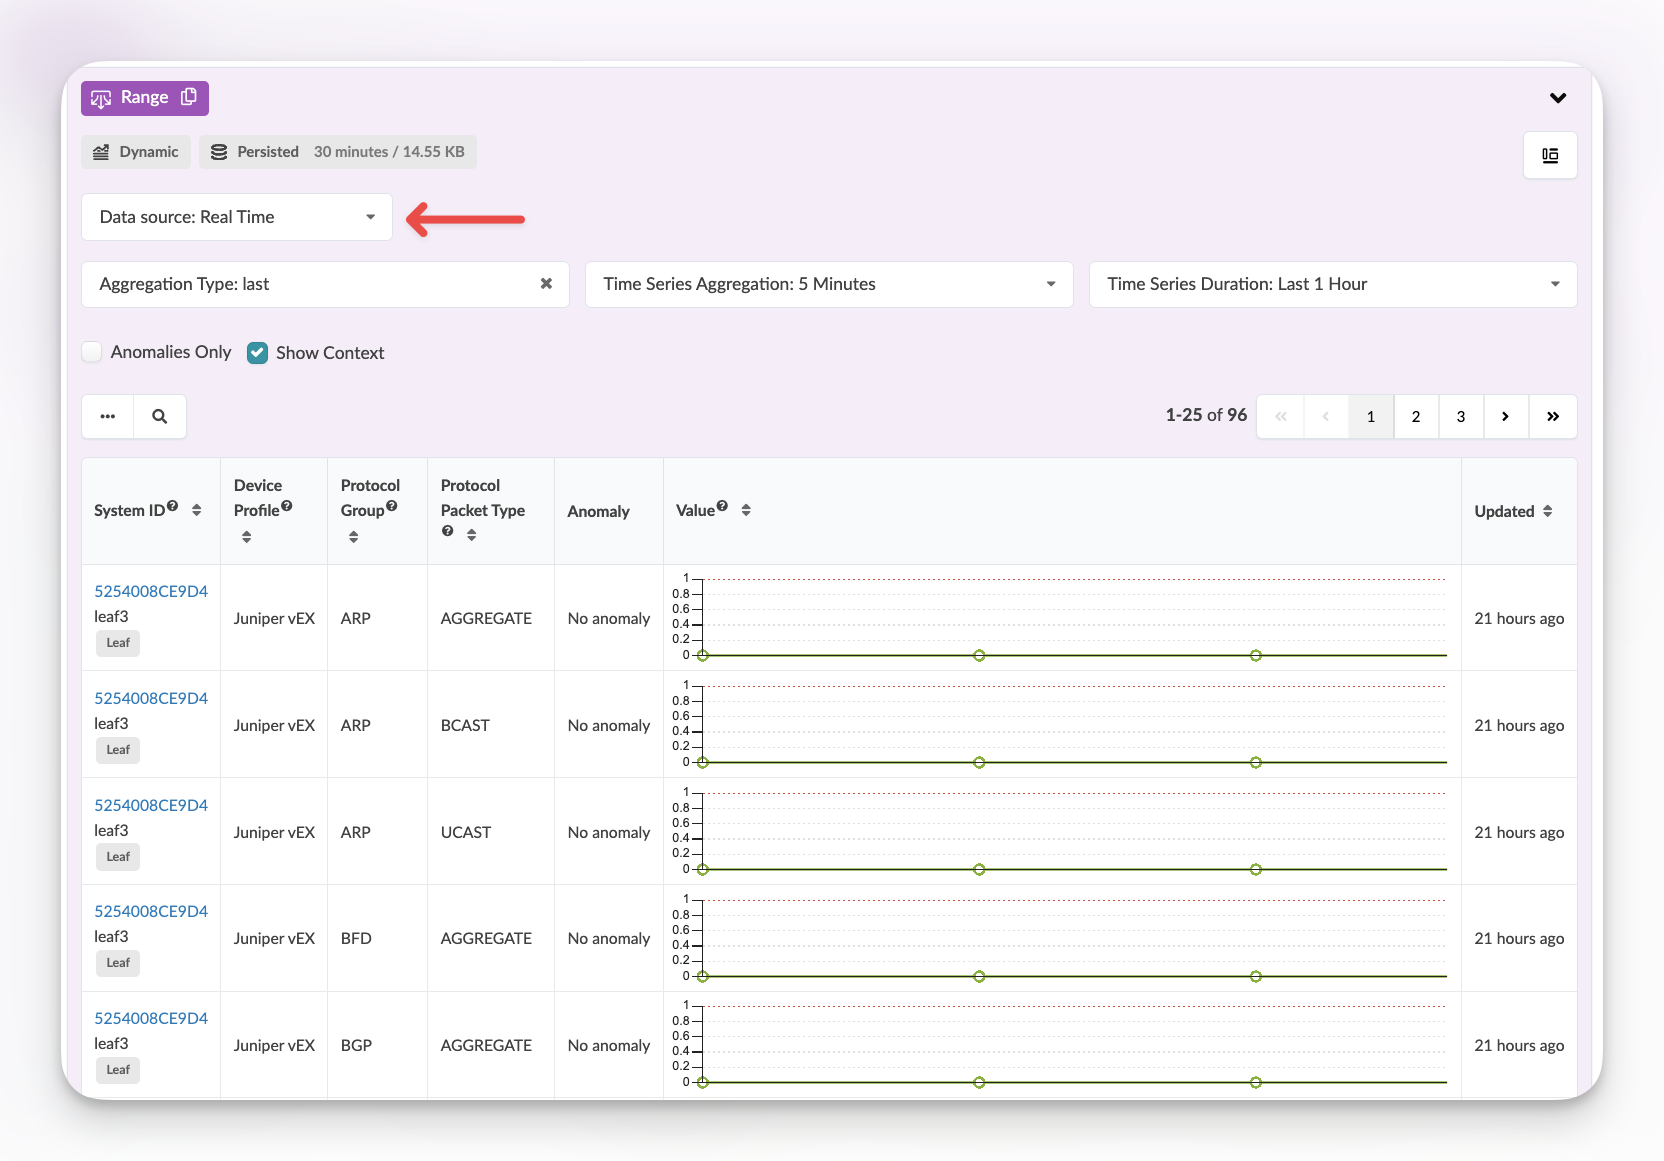 Range
Dynamic Persisted 30 minutes / 14.55 KB
Data source: Real Time
Aggregation Type: last Time Series Aggregation: 5 Minutes Time Series Duration: Last 1 Hour
Anomalies Only Show Context
1-25 of 96 « ‹ 1 2 3 › »
System ID Device Profile Protocol Group Protocol Packet Type Anomaly Value Updated
5254008CE9D4
leaf3
Leaf
Juniper vEX ARP AGGREGATE No anomaly
1
0.8
0.6
0.4
0.2
0
21 hours ago
5254008CE9D4
leaf3
Leaf
Juniper vEX ARP BCAST No anomaly
1
0.8
0.6
0.4
0.2
0
21 hours ago
5254008CE9D4
leaf3
Leaf
Juniper vEX ARP UCAST No anomaly
1
0.8
0.6
0.4
0.2
0
21 hours ago
5254008CE9D4
leaf3
Leaf
Juniper vEX BFD AGGREGATE No anomaly
1
0.8
0.6
0.4
0.2
0
21 hours ago
5254008CE9D4
leaf3
Leaf
Juniper vEX BGP AGGREGATE No anomaly
1
0.8
0.6
0.4
0.2
0
21 hours ago